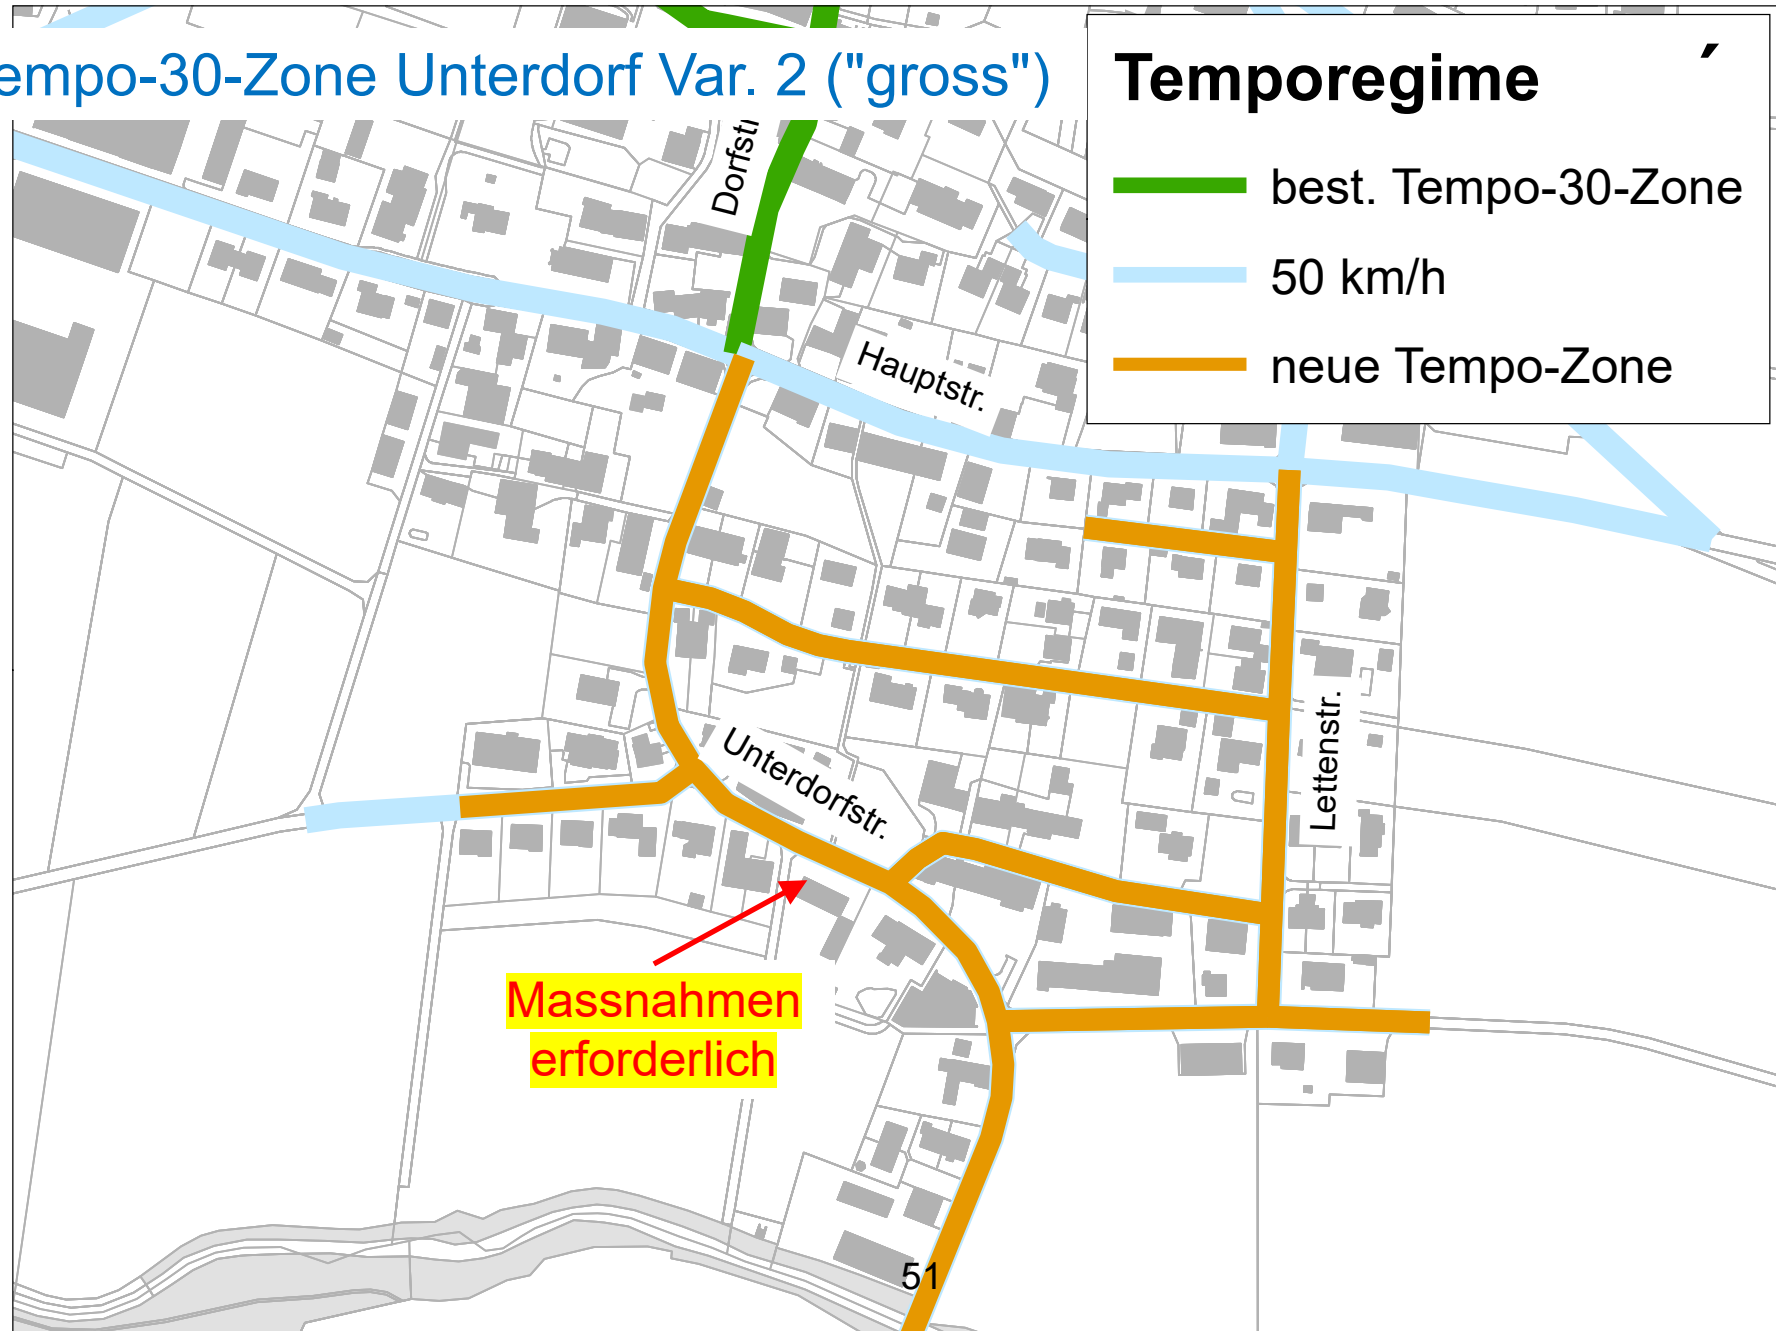 empo-30-Zone Unterdorf Var. 2 ("gross")
Temporegime
best. Tempo-30-Zone
50 km/h
neue Tempo-Zone
Dorfstr
Hauptstr.
Unterdorfstr.
Lettenstr.
Massnahmen
erforderlich
51